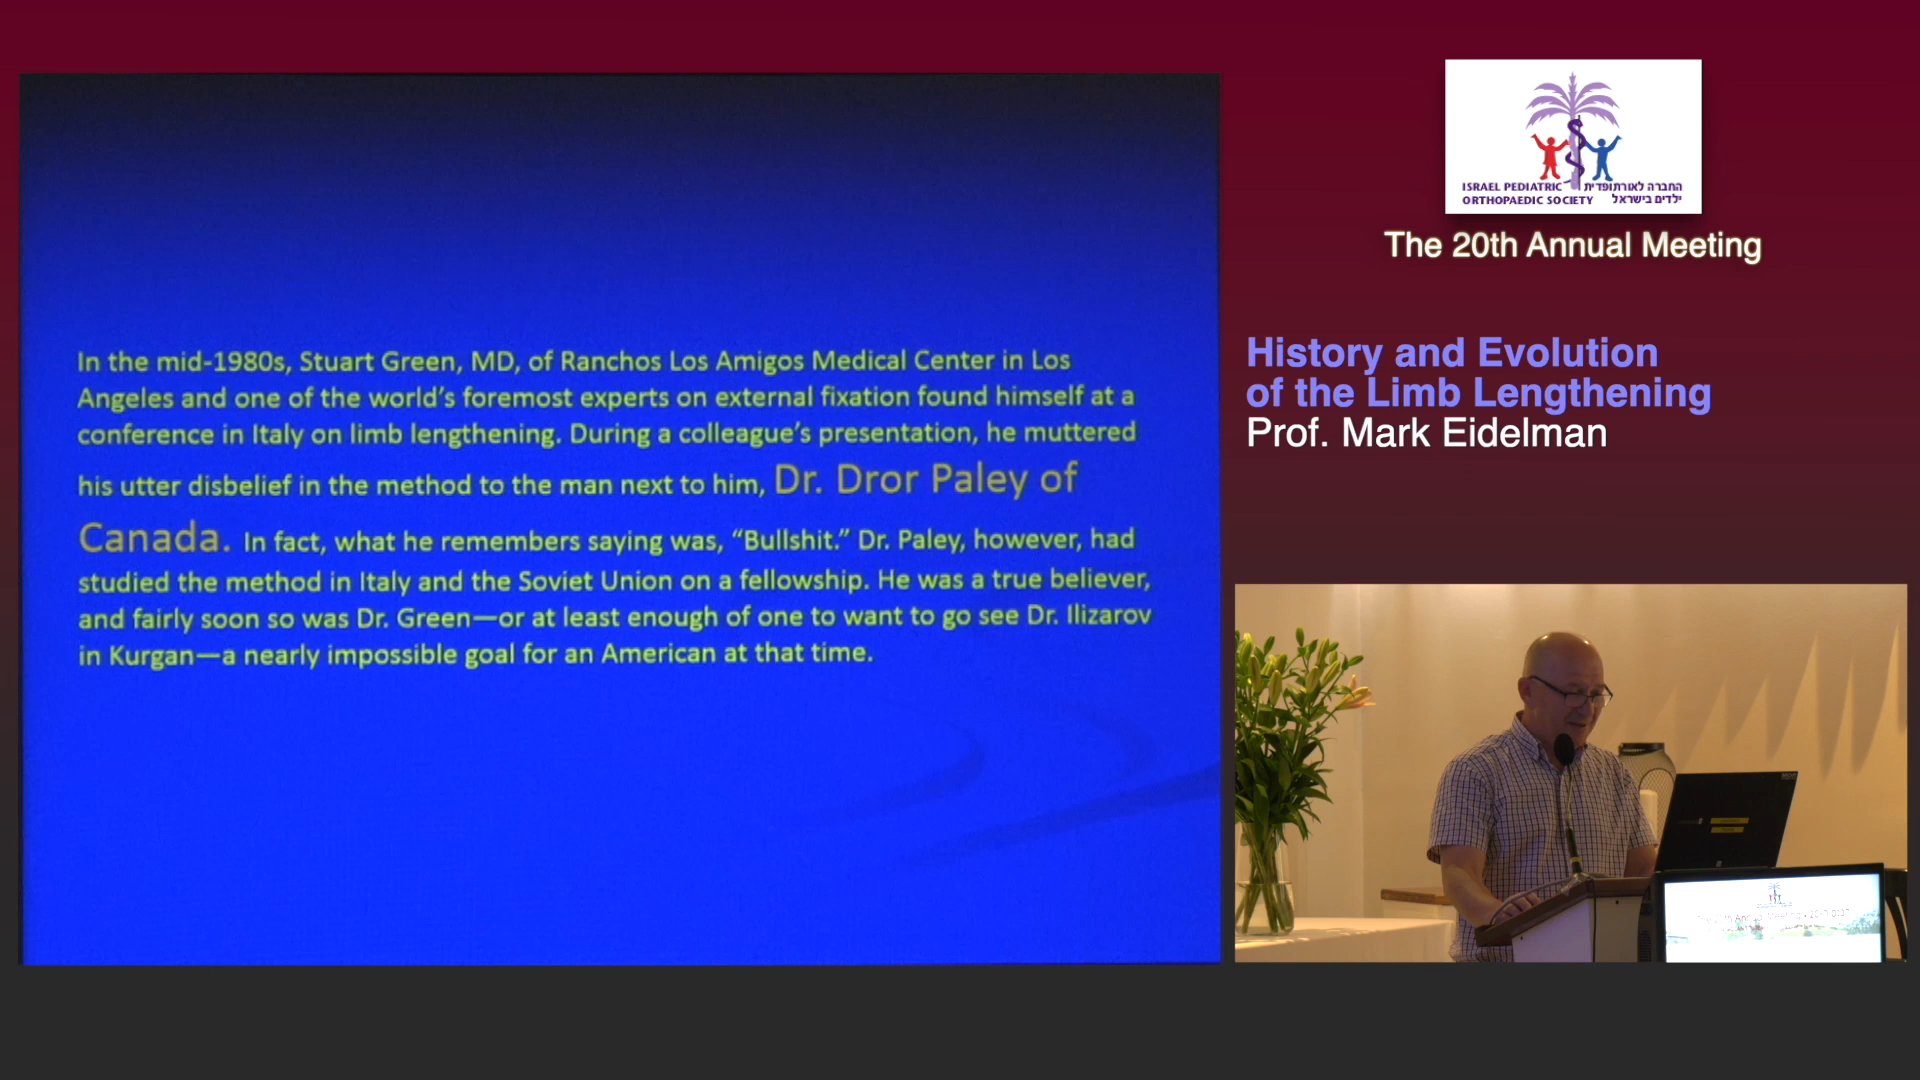 In the mid-1980s, Stuart Green, MD, of Ranchos Los Amigos Medical Center in Los
Angeles and one of the world's foremost experts on external fixation found himself at a
conference in Italy on limb lengthening. During a colleague's presentation, he muttered
his utter disbelief in the method to the man next to him, Dr. Dror Paley of
Canada. In fact, what he remembers saying was, “Bullshit.” Dr. Paley, however, had
studied the method in Italy and the Soviet Union on a fellowship. He was a true believer,
and fairly soon so was Dr. Green—or at least enough of one to want to go see Dr. Ilizarov
in Kurgan—a nearly impossible goal for an American at that time.
ISRAEL PEDIATRIC החברה לאורתופדית
ORTHOPAEDIC SOCIETY ילדים בישראל
The 20th Annual Meeting
History and Evolution
of the Limb Lengthening
Prof. Mark Eidelman
Annual Meeting